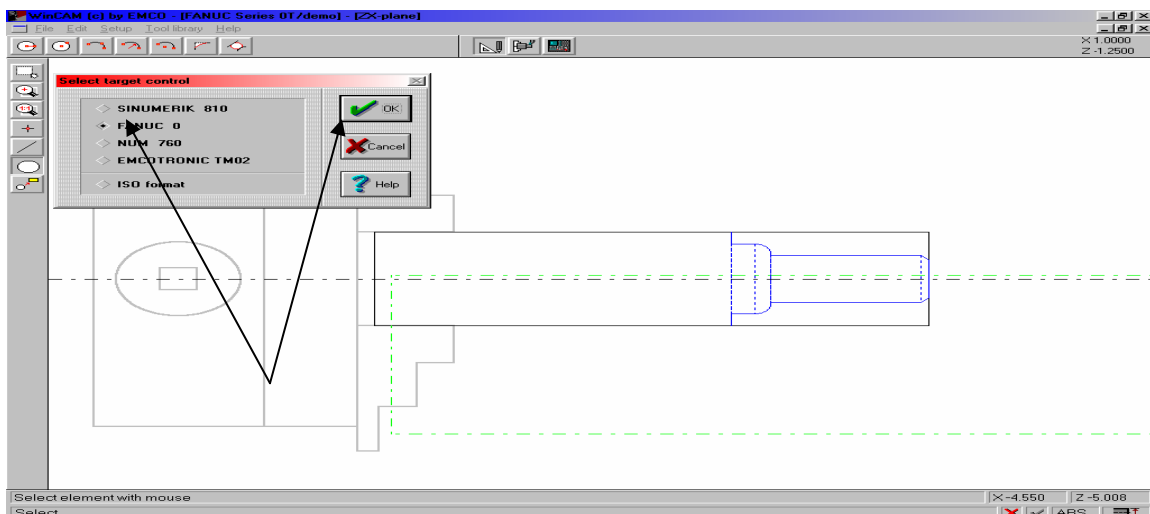 WinCAM (c) by EMCO - [FANUC Series 0T/demo] - [ZX-plane]
File Edit Setup Tool library Help
X 1.0000
Z -1.2500
Select target control
SINUMERIK 810
FANUC 0
NUM 760
EMCOTRONIC TM02
ISO format
OK
Cancel
? Help
Select element with mouse
X -4.550 Z -5.008
Select
ABS